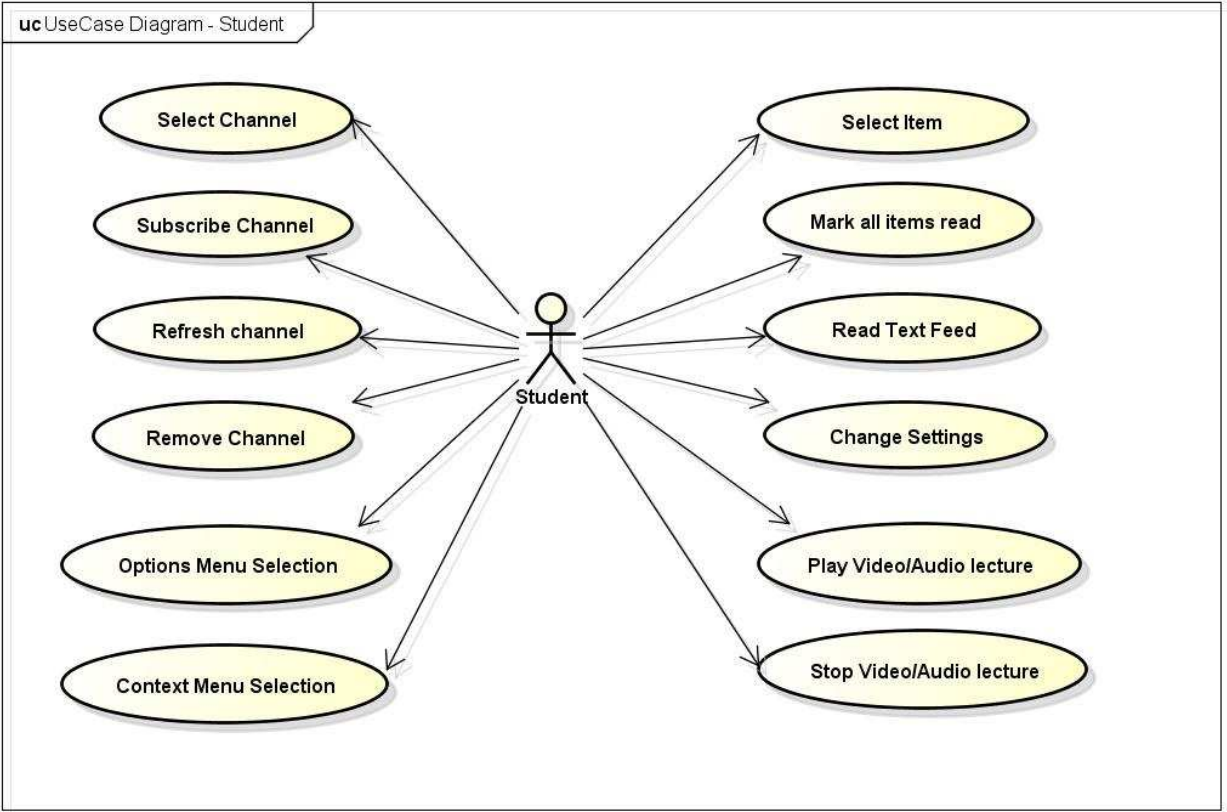 uc UseCase Diagram - Student
Select Channel
Subscribe Channel
Refresh channel
Remove Channel
Options Menu Selection
Context Menu Selection
Student
Select Item
Mark all items read
Read Text Feed
Change Settings
Play Video/Audio lecture
Stop Video/Audio lecture